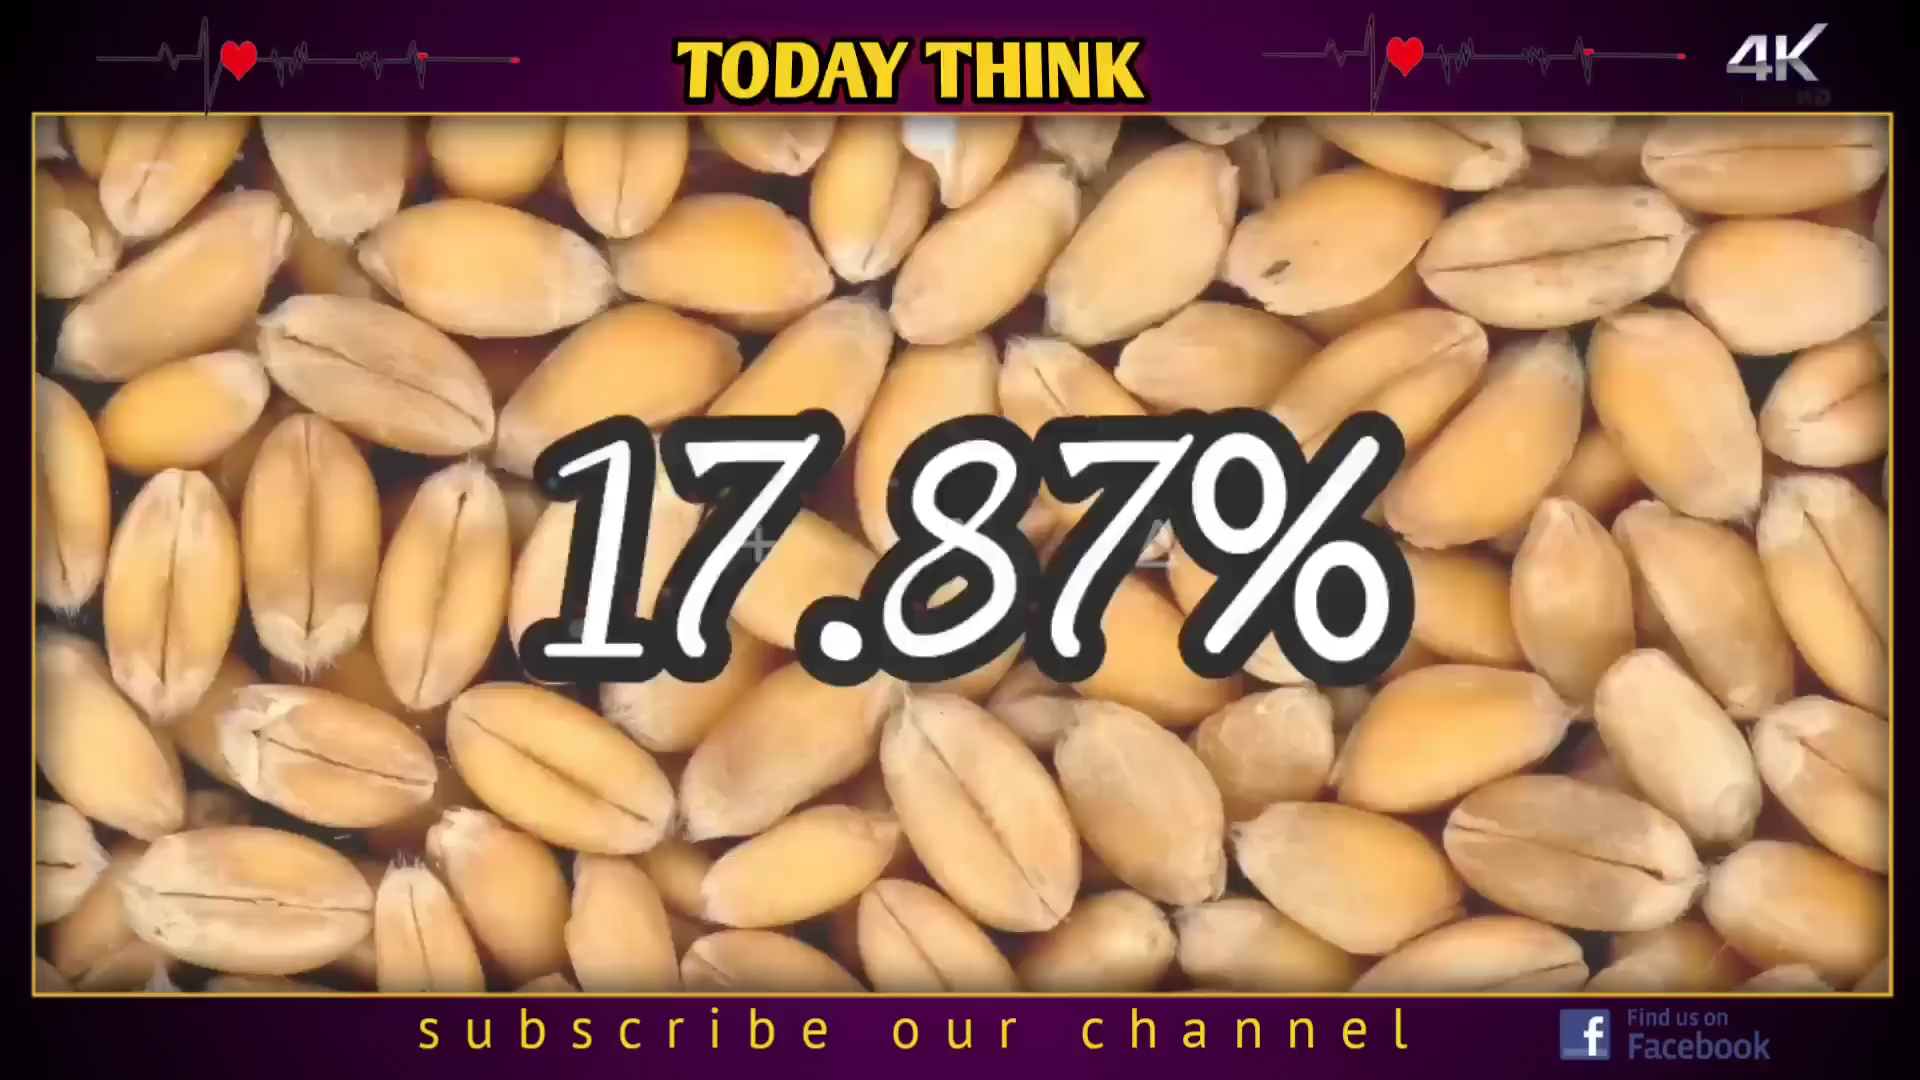 TODAY THINK
4K
17.87%
subscribe our channel
Find us on
Facebook